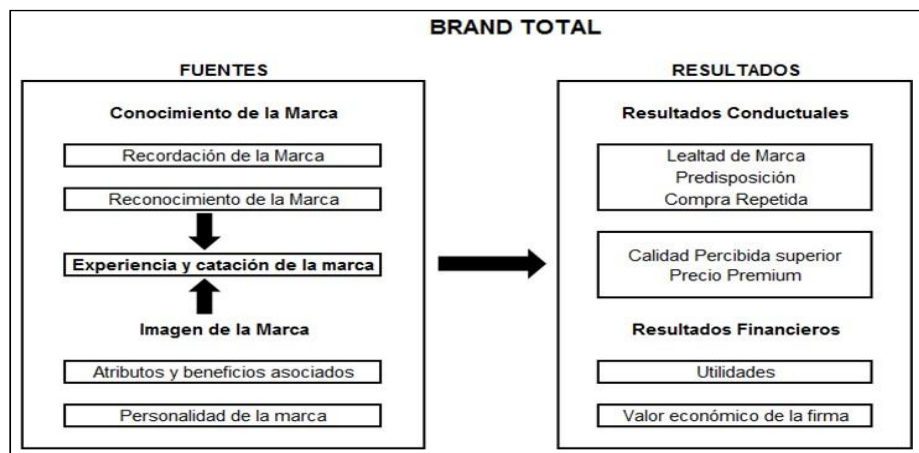 BRAND TOTAL
FUENTES
Conocimiento de la Marca
Recordación de la Marca
Reconocimiento de la Marca
Experiencia y catación de la marca
Imagen de la Marca
Atributos y beneficios asociados
Personalidad de la marca
RESULTADOS
Resultados Conductuales
Lealtad de Marca
Predisposición
Compra Repetida
Calidad Percibida superior
Precio Premium
Resultados Financieros
Utilidades
Valor económico de la firma